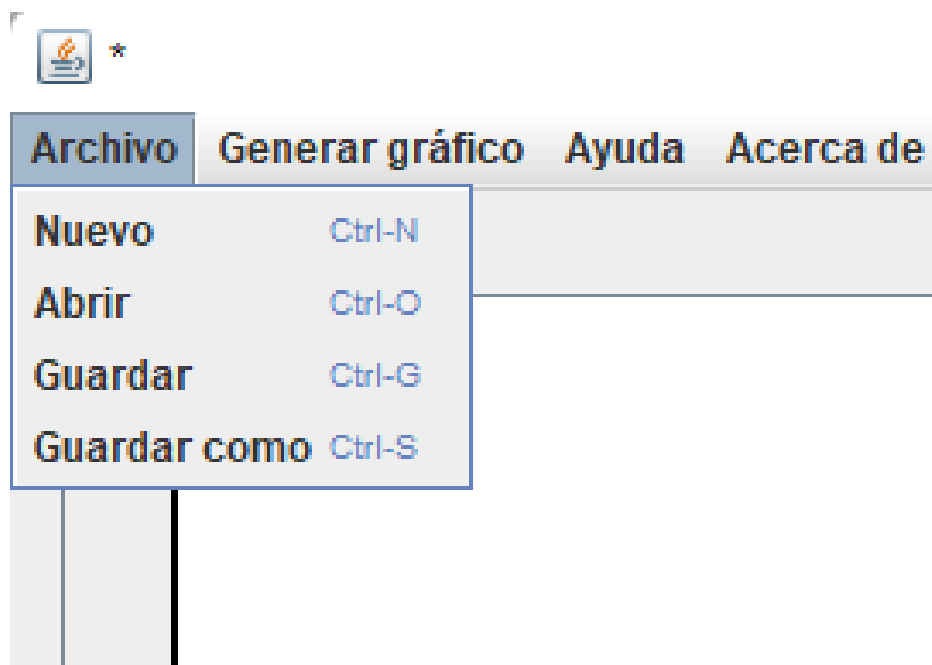 *
Archivo Generar gráfico Ayuda Acerca de
Nuevo Ctrl-N
Abrir Ctrl-O
Guardar Ctrl-G
Guardar como Ctrl-S